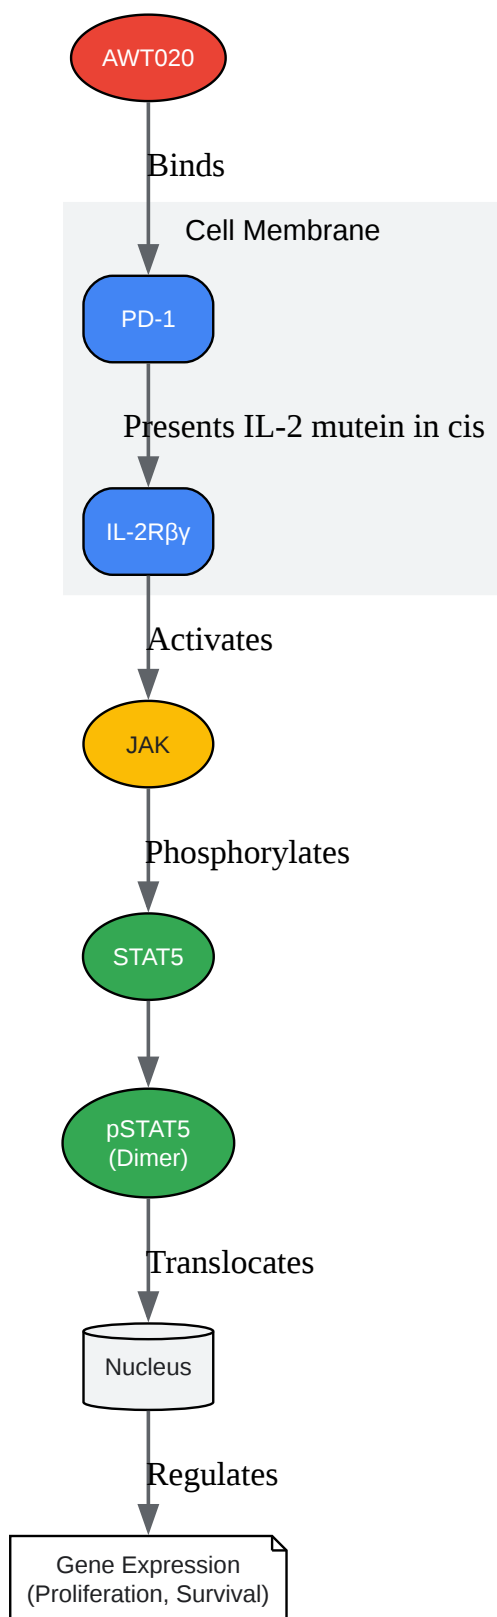 AWT020
Binds
Cell Membrane
PD-1
Presents IL-2 mutein in cis
IL-2Rβγ
Activates
JAK
Phosphorylates
STAT5
pSTAT5
(Dimer)
Translocates
Nucleus
Regulates
Gene Expression
(Proliferation, Survival)